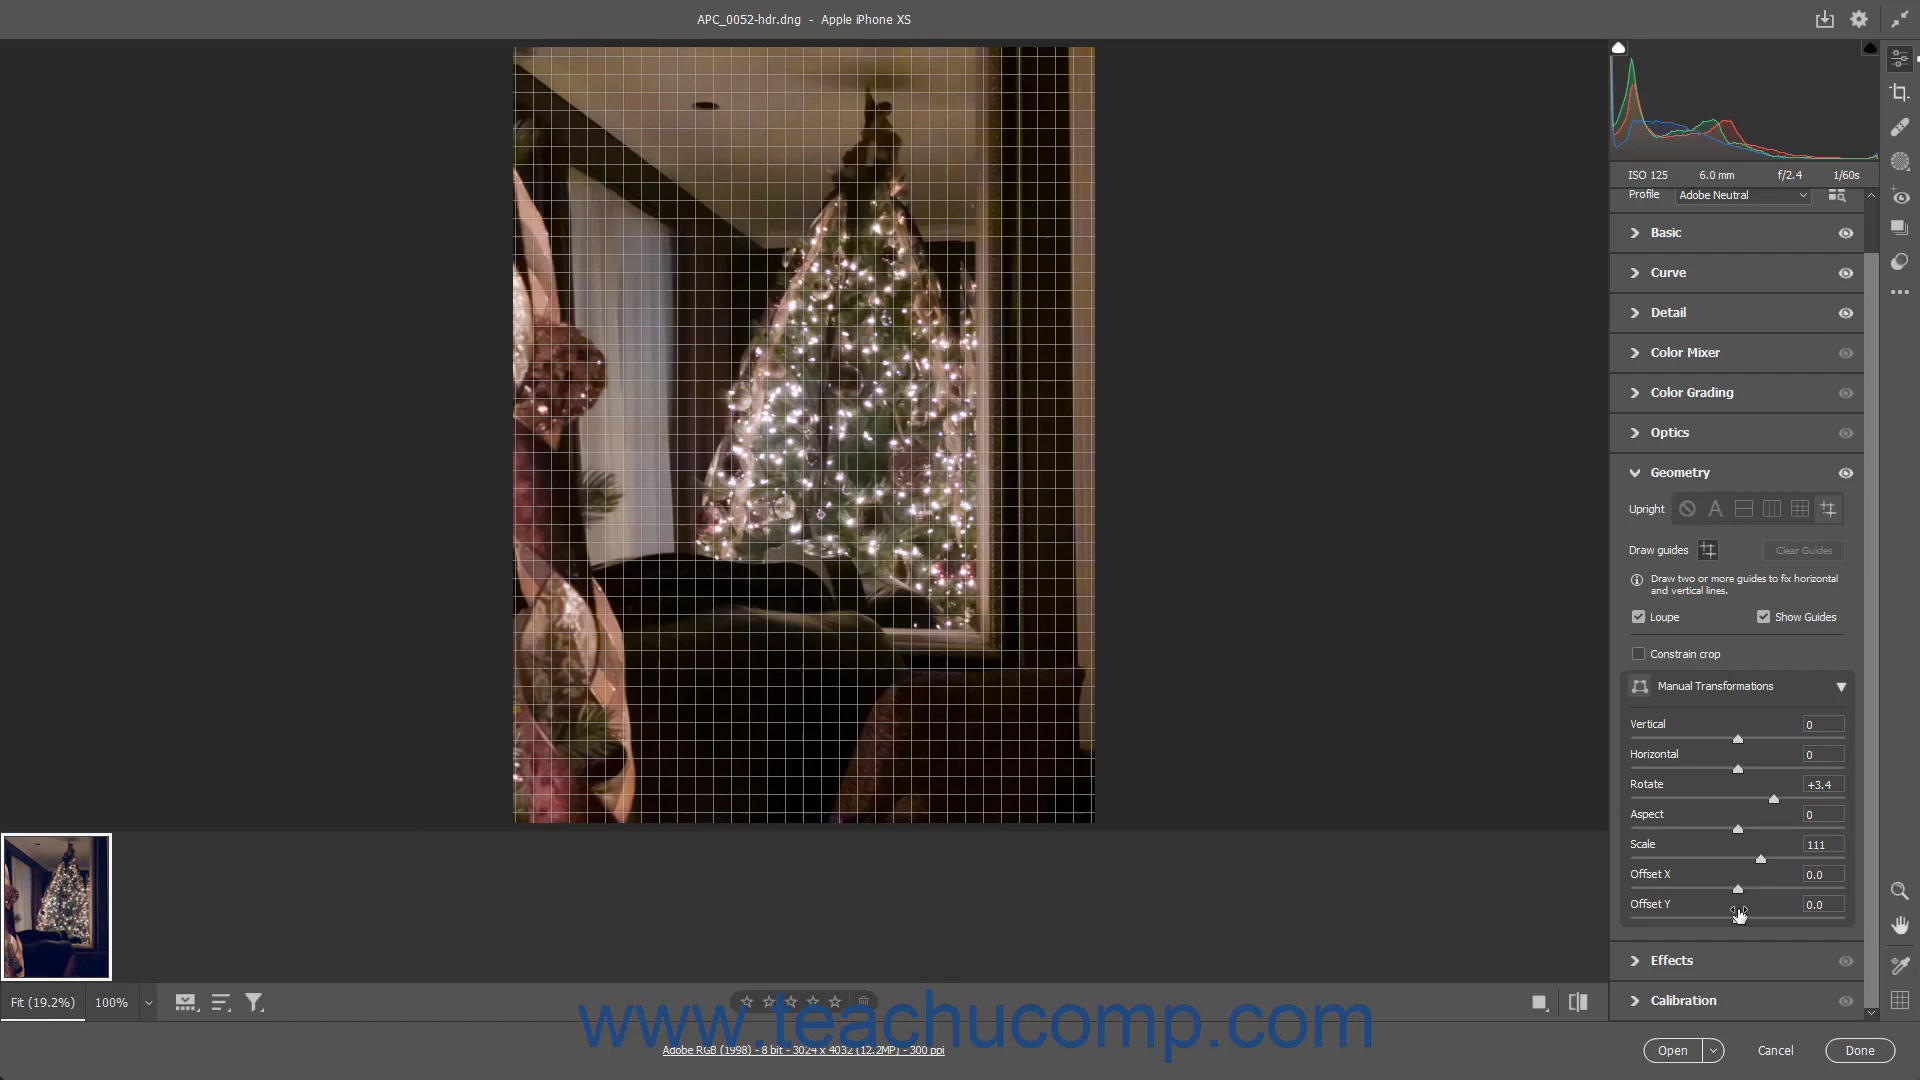 APC_0052-hdr.dng - Apple iPhone XS
ISO 125 6.0 mm f/2.4 1/60s
Profile Adobe Neutral
Basic
Curve
Detail
Color Mixer
Color Grading
Optics
Geometry
Upright
Draw guides Clear Guides
Draw two or more guides to fix horizontal
and vertical lines.
Loupe Show Guides
Constrain crop
Manual Transformations
Vertical 0
Horizontal 0
Rotate +3.4
Aspect 0
Scale 111
Offset X 0.0
Offset Y 0.0
Effects
Calibration
Fit (19.2%) 100%
www.teachucomp.com
Adobe RGB (1998) - 8 bit - 3024 x 4032 (12.2MP) - 300 ppi
Open Cancel Done